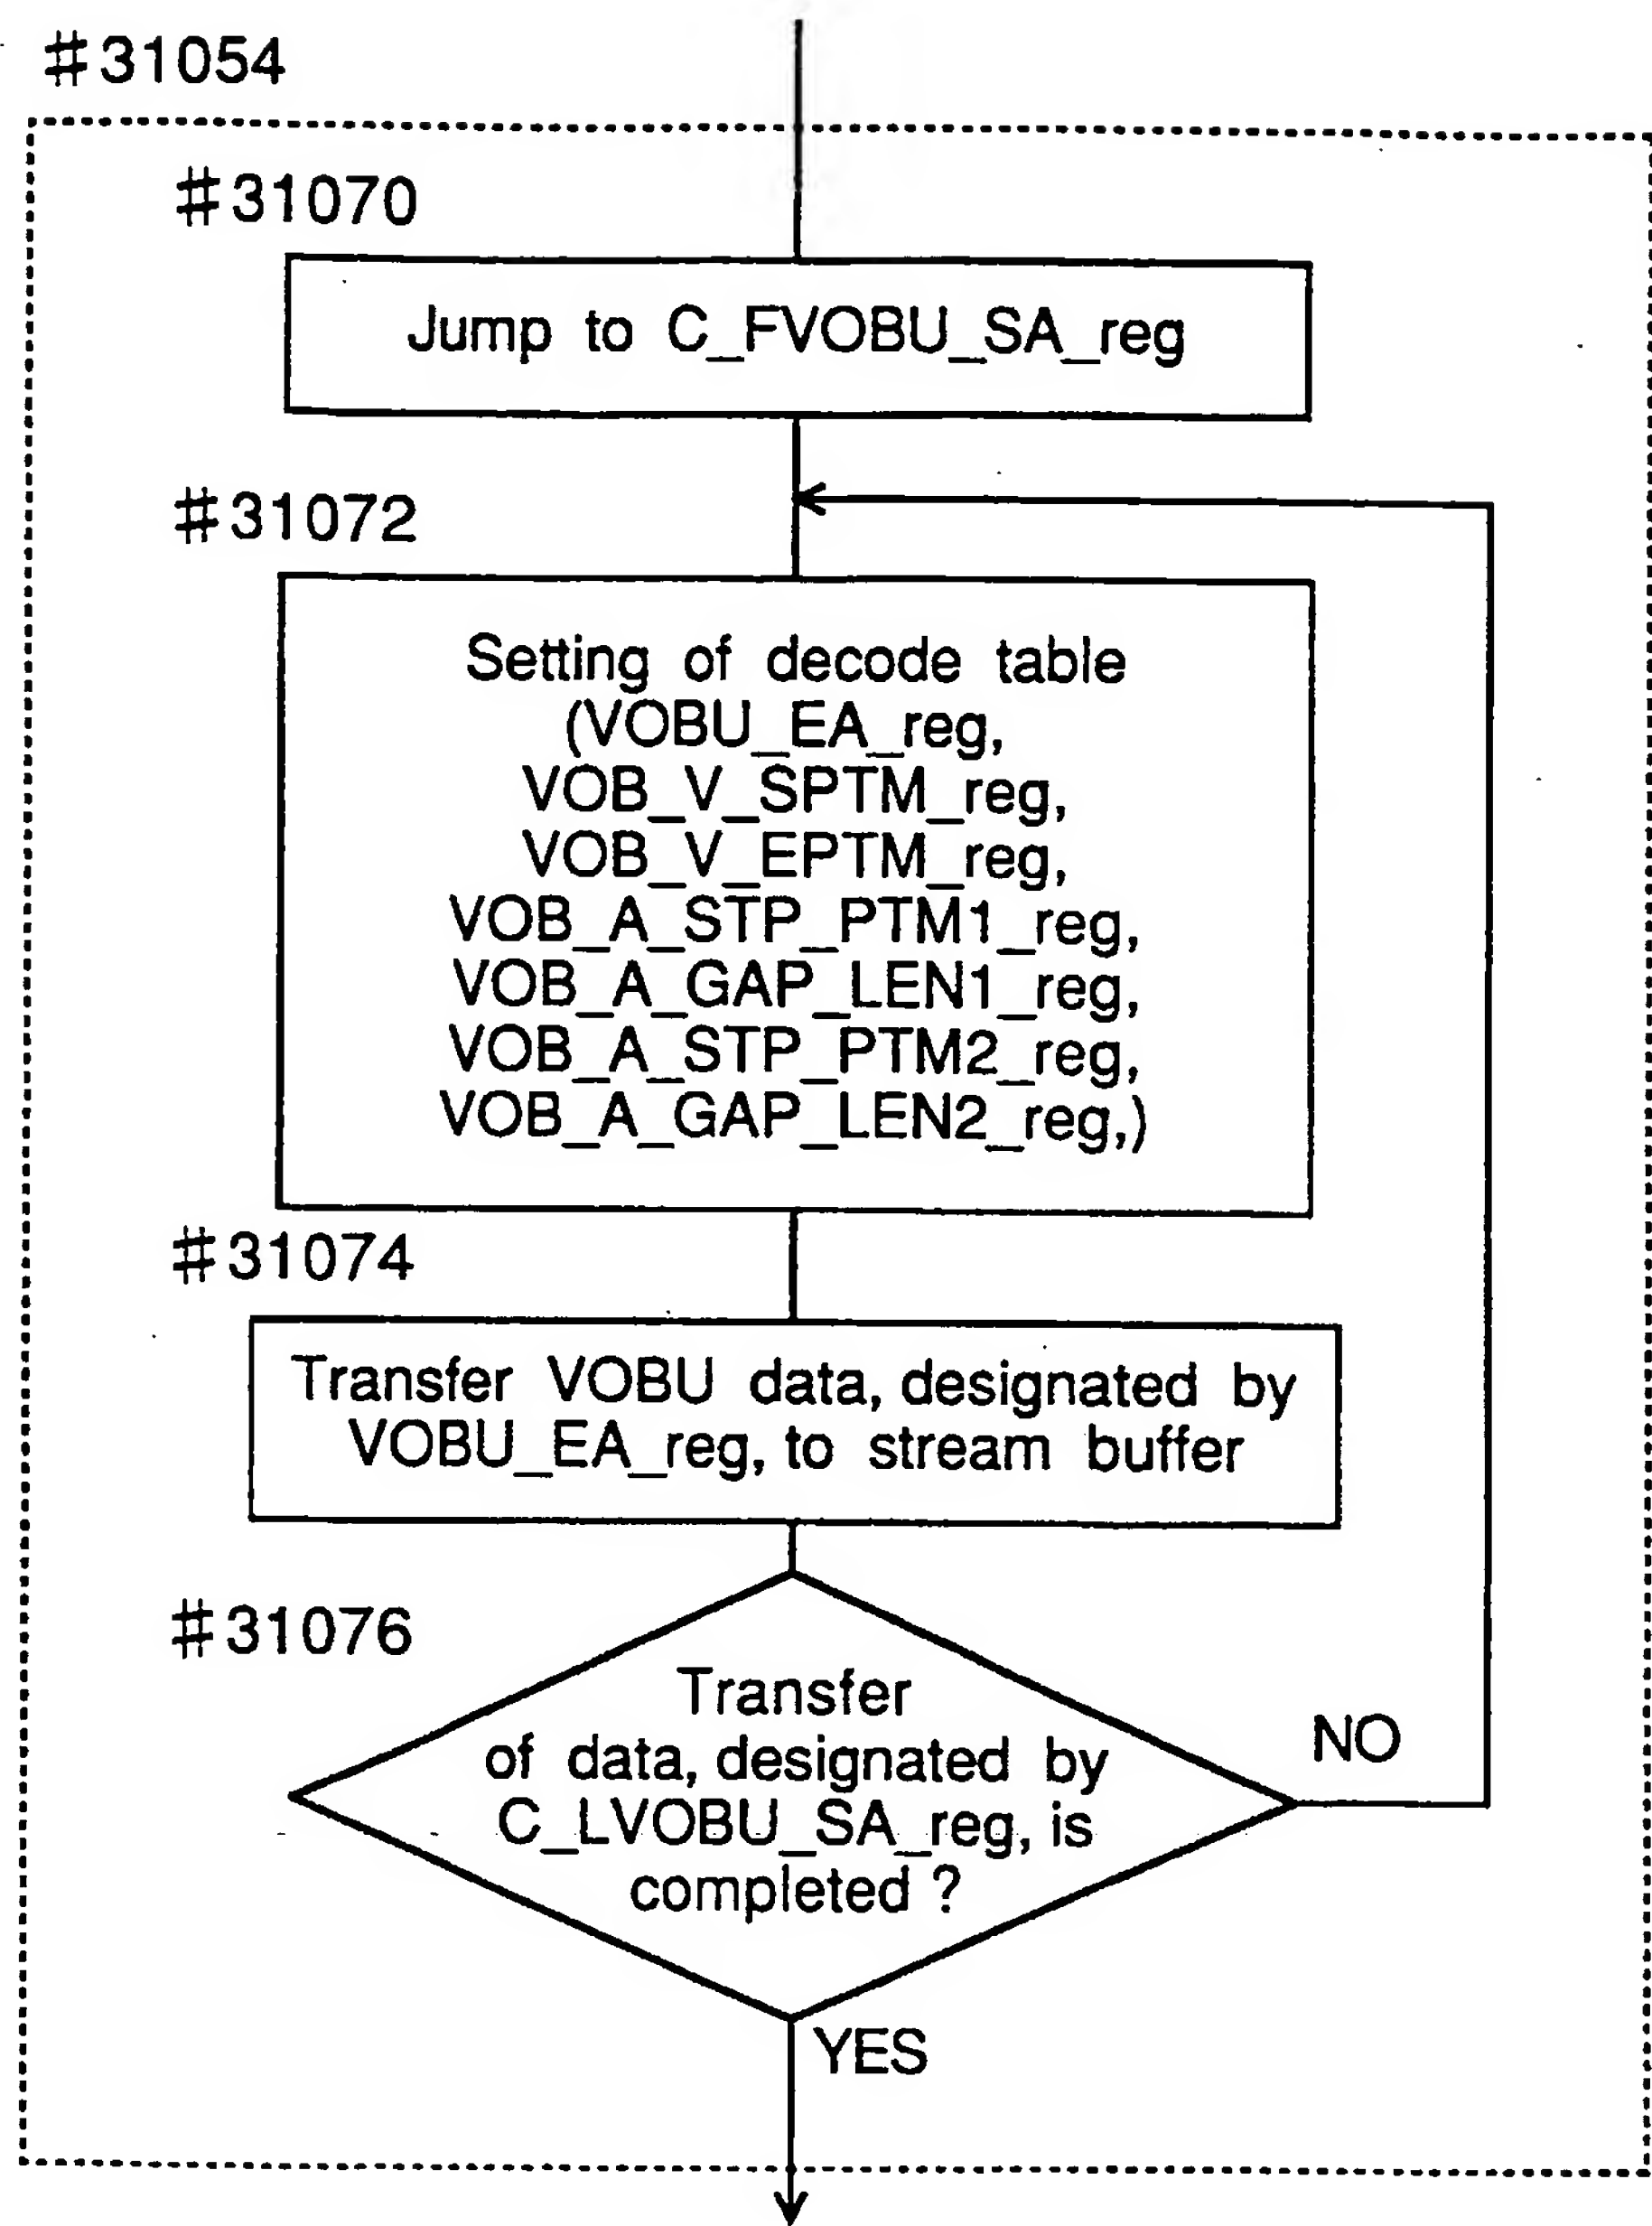 #31054
#31070
Jump to C_FVOBU_SA_reg
#31072
Setting of decode table
(VOBU_EA_reg,
VOB_V_SPTM_reg,
VOB_V_EPTM_reg,
VOB_A_STP_PTM1_reg,
VOB_A_GAP_LEN1_reg,
VOB_A_STP_PTM2_reg,
VOB_A_GAP_LEN2_reg,)
#31074
Transfer VOBU data, designated by
VOBU_EA_reg, to stream buffer
#31076
Transfer
of data, designated by
C_LVOBU_SA_reg, is
completed ?
NO
YES